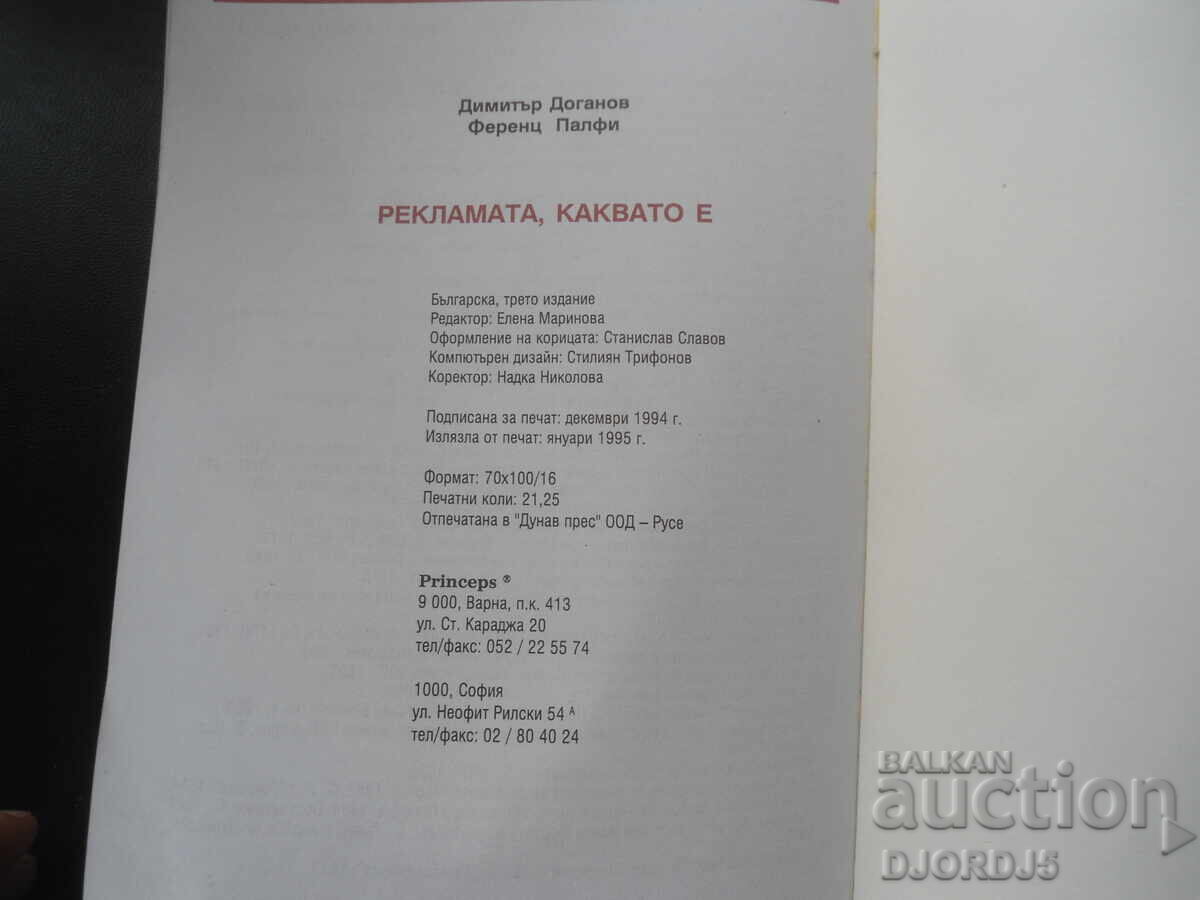 Димитър Доганов
Ференц Палфи
РЕКЛАМАТА, КАКВАТО Е
Българска, трето издание
Редактор: Елена Маринова
Оформление на корицата: Станислав Славов
Компютърен дизайн: Стилиян Трифонов
Коректор: Надка Николова
Подписана за печат: декември 1994 г.
Излязла от печат: януари 1995 г.
Формат: 70x100/16
Печатни коли: 21,25
Отпечатана в "Дунав прес" ООД – Русе
Princeps ®
9 000, Варна, п.к. 413
ул. Ст. Караджа 20
тел/факс: 052 / 22 55 74
1000, София
ул. Неофит Рилски 54 А
тел/факс: 02 / 80 40 24
BALKAN
auction
DJORDJ5